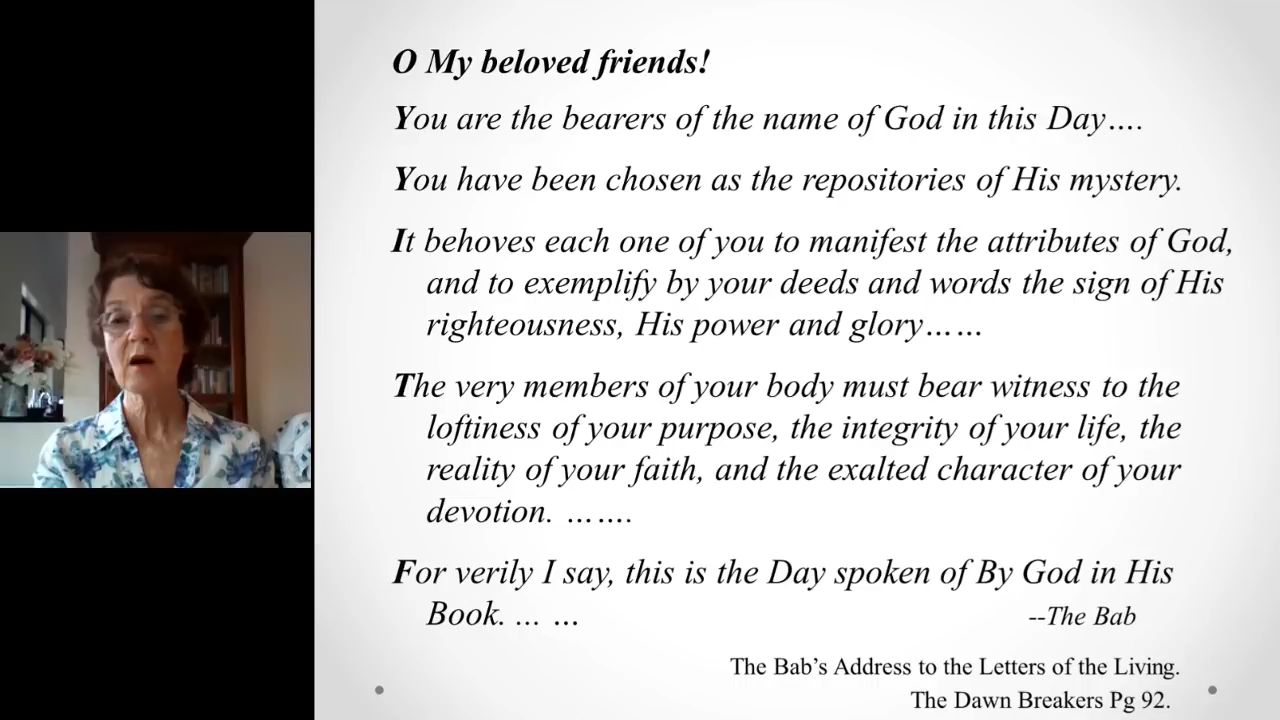 O My beloved friends!
You are the bearers of the name of God in this Day….
You have been chosen as the repositories of His mystery.
It behoves each one of you to manifest the attributes of God,
and to exemplify by your deeds and words the sign of His
righteousness, His power and glory……
The very members of your body must bear witness to the
loftiness of your purpose, the integrity of your life, the
reality of your faith, and the exalted character of your
devotion. …….
For verily I say, this is the Day spoken of By God in His
Book. … …
--The Bab
The Bab’s Address to the Letters of the Living.
The Dawn Breakers Pg 92.